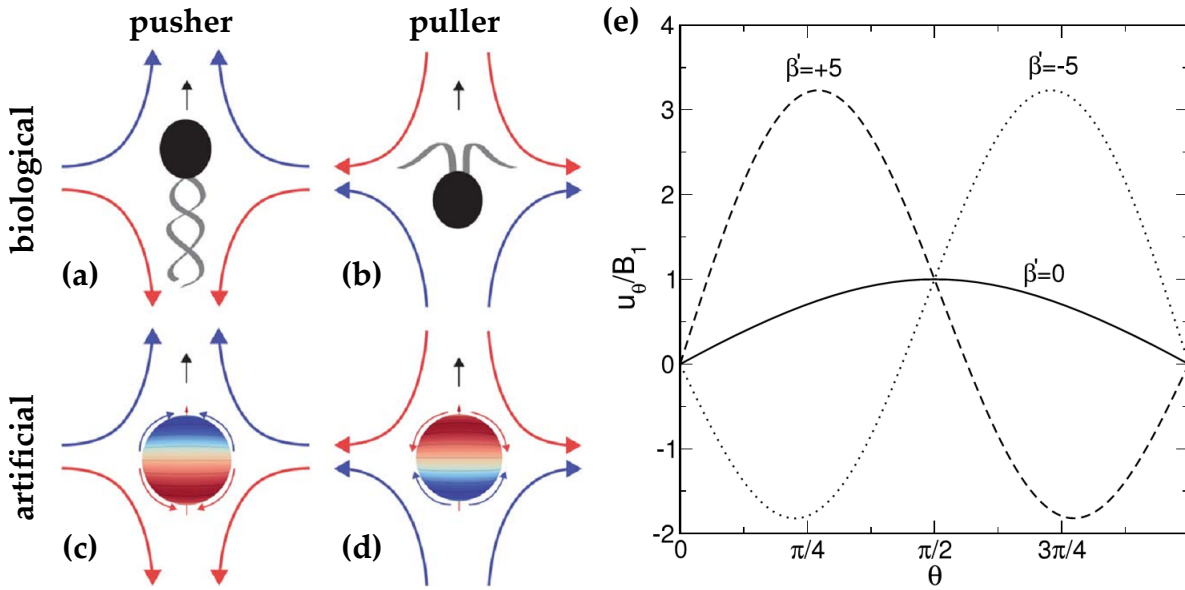 pusher
puller
(e)
biological
artificial
(a)
(b)
(c)
(d)
u_θ/B_1
4
3
2
1
0
-1
-2
β'=+5
β'=-5
β'=0
0
π/4
π/2
3π/4
θ